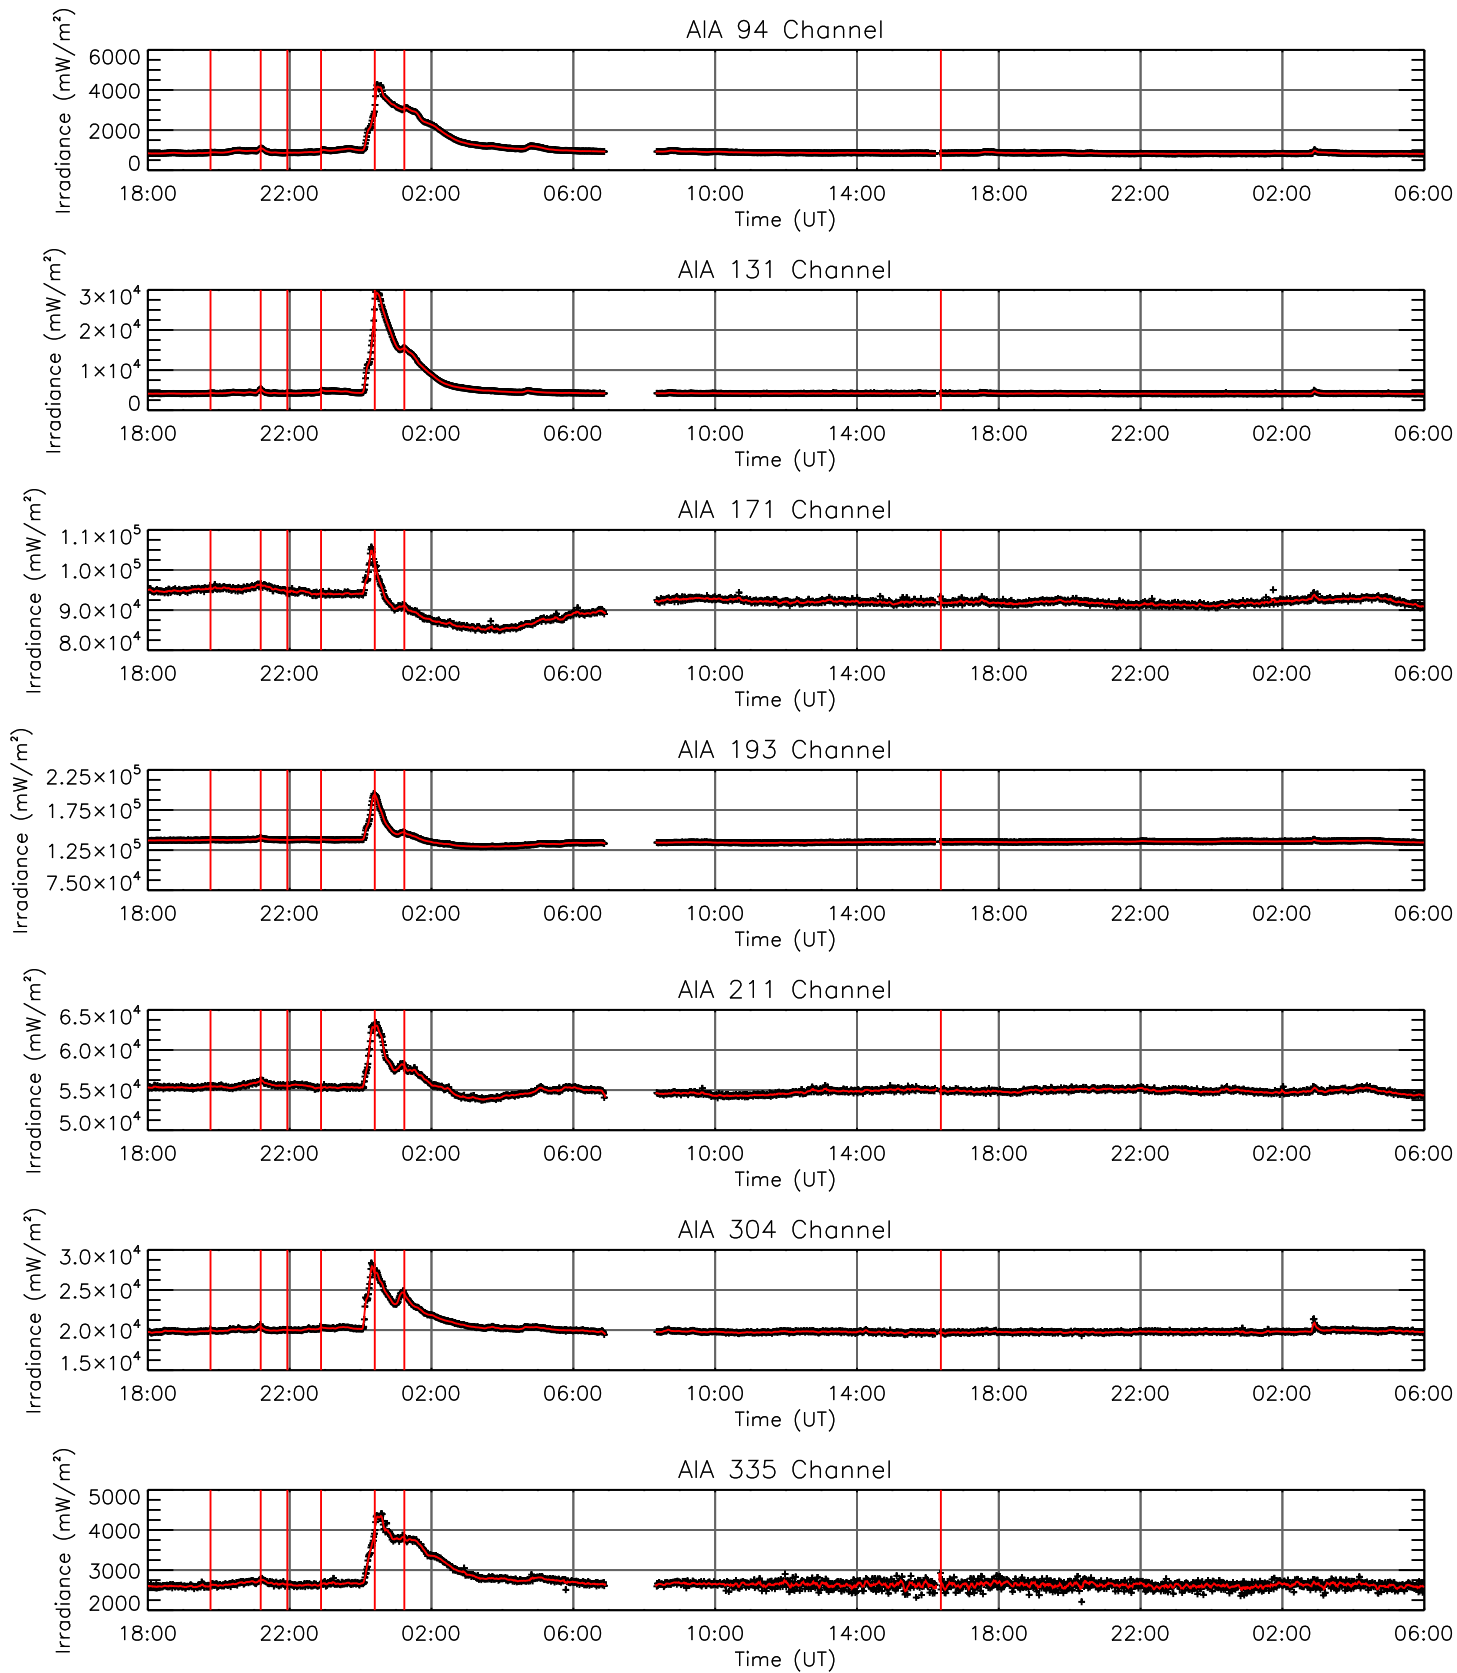 AIA 94 Channel
Irradiance (mW/m²)
6000
4000
2000
0
18:00 22:00 02:00 06:00 10:00 14:00 18:00 22:00 02:00 06:00
Time (UT)
AIA 131 Channel
Irradiance (mW/m²)
3×10⁴
2×10⁴
1×10⁴
0
18:00 22:00 02:00 06:00 10:00 14:00 18:00 22:00 02:00 06:00
Time (UT)
AIA 171 Channel
Irradiance (mW/m²)
1.1×10⁵
1.0×10⁵
9.0×10⁴
8.0×10⁴
18:00 22:00 02:00 06:00 10:00 14:00 18:00 22:00 02:00 06:00
Time (UT)
AIA 193 Channel
Irradiance (mW/m²)
2.25×10⁵
1.75×10⁵
1.25×10⁵
7.50×10⁴
18:00 22:00 02:00 06:00 10:00 14:00 18:00 22:00 02:00 06:00
Time (UT)
AIA 211 Channel
Irradiance (mW/m²)
6.5×10⁴
6.0×10⁴
5.5×10⁴
5.0×10⁴
18:00 22:00 02:00 06:00 10:00 14:00 18:00 22:00 02:00 06:00
Time (UT)
AIA 304 Channel
Irradiance (mW/m²)
3.0×10⁴
2.5×10⁴
2.0×10⁴
1.5×10⁴
18:00 22:00 02:00 06:00 10:00 14:00 18:00 22:00 02:00 06:00
Time (UT)
AIA 335 Channel
Irradiance (mW/m²)
5000
4000
3000
2000
18:00 22:00 02:00 06:00 10:00 14:00 18:00 22:00 02:00 06:00
Time (UT)